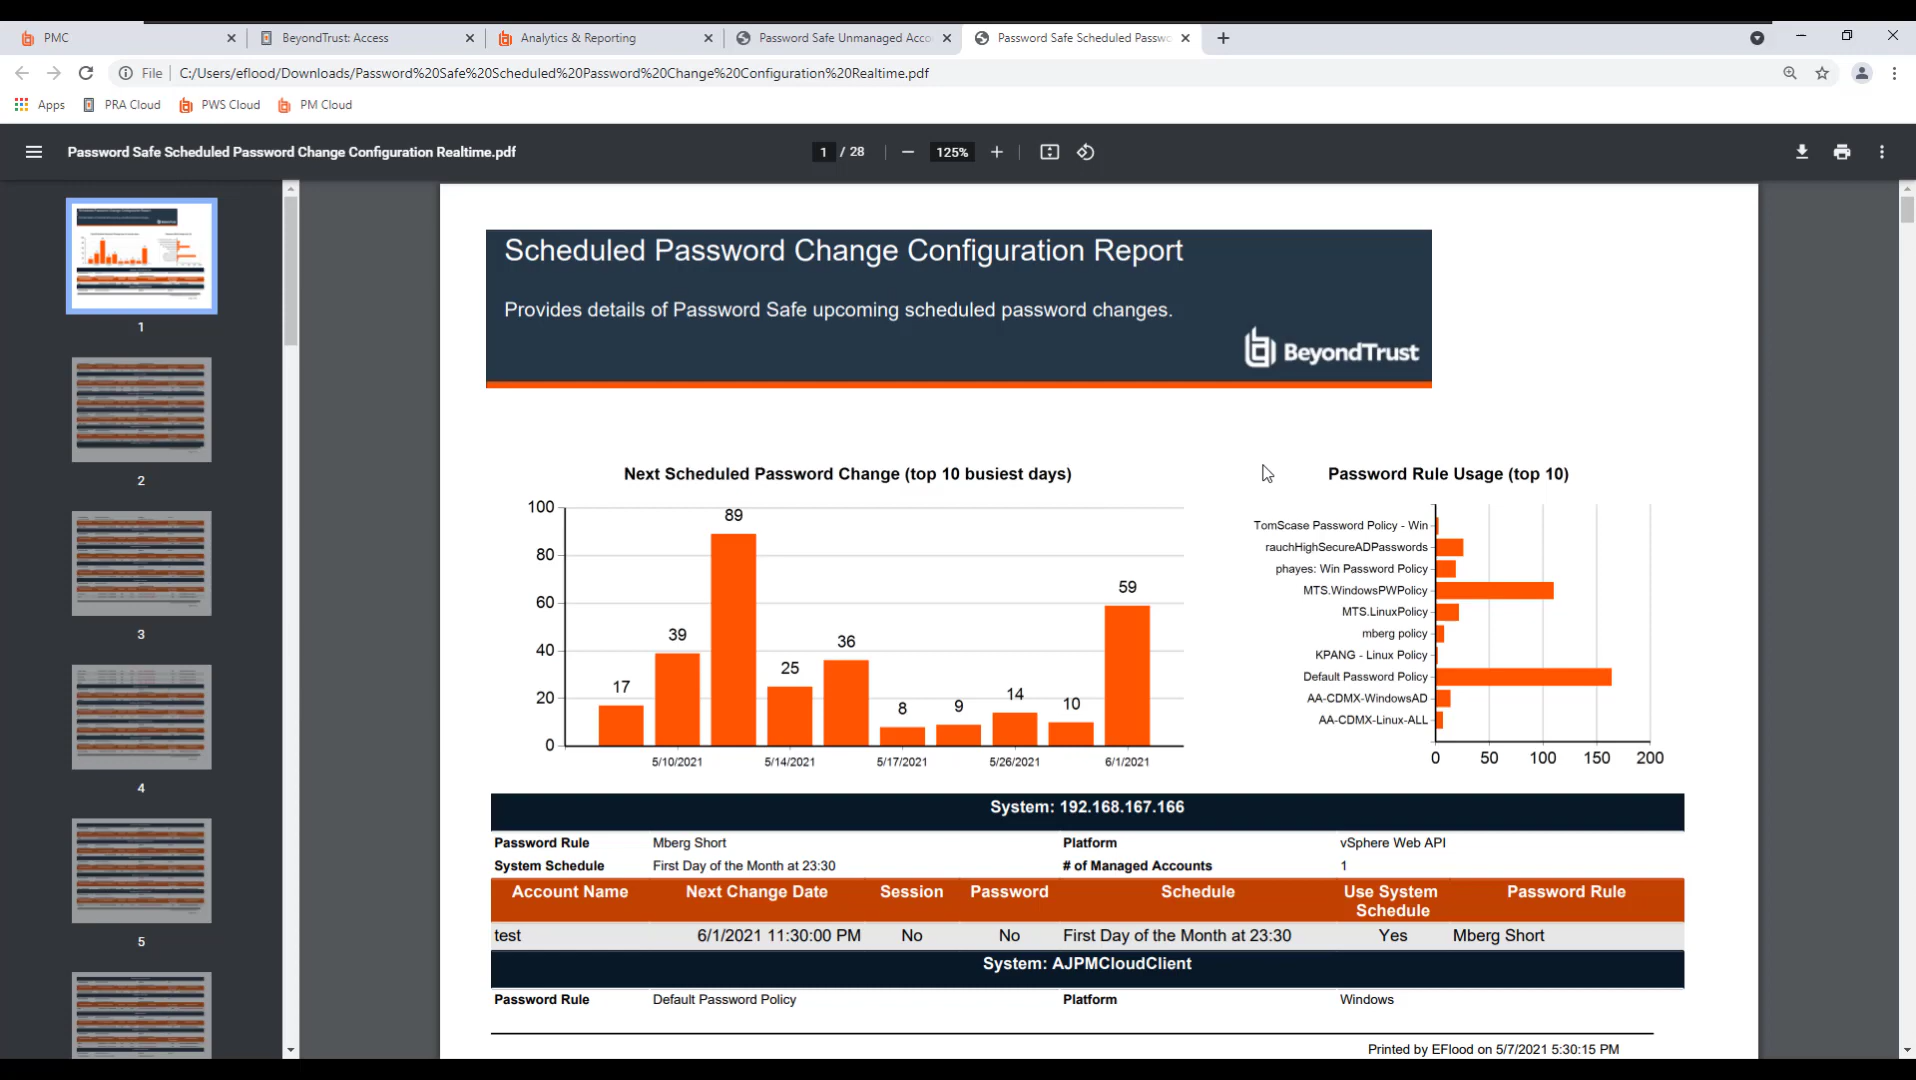 PMC
BeyondTrust: Access
Analytics & Reporting
Password Safe Unmanaged Acco
Password Safe Scheduled Passwo
File C:/Users/eflood/Downloads/Password%20Safe%20Scheduled%20Password%20Change%20Configuration%20Realtime.pdf
Apps PRA Cloud PWS Cloud PM Cloud
Password Safe Scheduled Password Change Configuration Realtime.pdf
1 / 28 125%
1
2
3
4
5
Scheduled Password Change Configuration Report
Provides details of Password Safe upcoming scheduled password changes.
BeyondTrust
Next Scheduled Password Change (top 10 busiest days)
100
80
60
40
20
0
17
39
89
25
36
8
9
14
10
59
5/10/2021 5/14/2021 5/17/2021 5/26/2021 6/1/2021
Password Rule Usage (top 10)
TomScase Password Policy - Win
rauchHighSecureADPasswords
phayes: Win Password Policy
MTS.WindowsPWPolicy
MTS.LinuxPolicy
mberg policy
KPANG - Linux Policy
Default Password Policy
AA-CDMX-WindowsAD
AA-CDMX-Linux-ALL
0 50 100 150 200
System: 192.168.167.166
Password Rule Mberg Short Platform vSphere Web API
System Schedule First Day of the Month at 23:30 # of Managed Accounts 1
Account Name Next Change Date Session Password Schedule Use System Password Rule
Schedule
test 6/1/2021 11:30:00 PM No No First Day of the Month at 23:30 Yes Mberg Short
System: AJPMCloudClient
Password Rule Default Password Policy Platform Windows
Printed by EFlood on 5/7/2021 5:30:15 PM